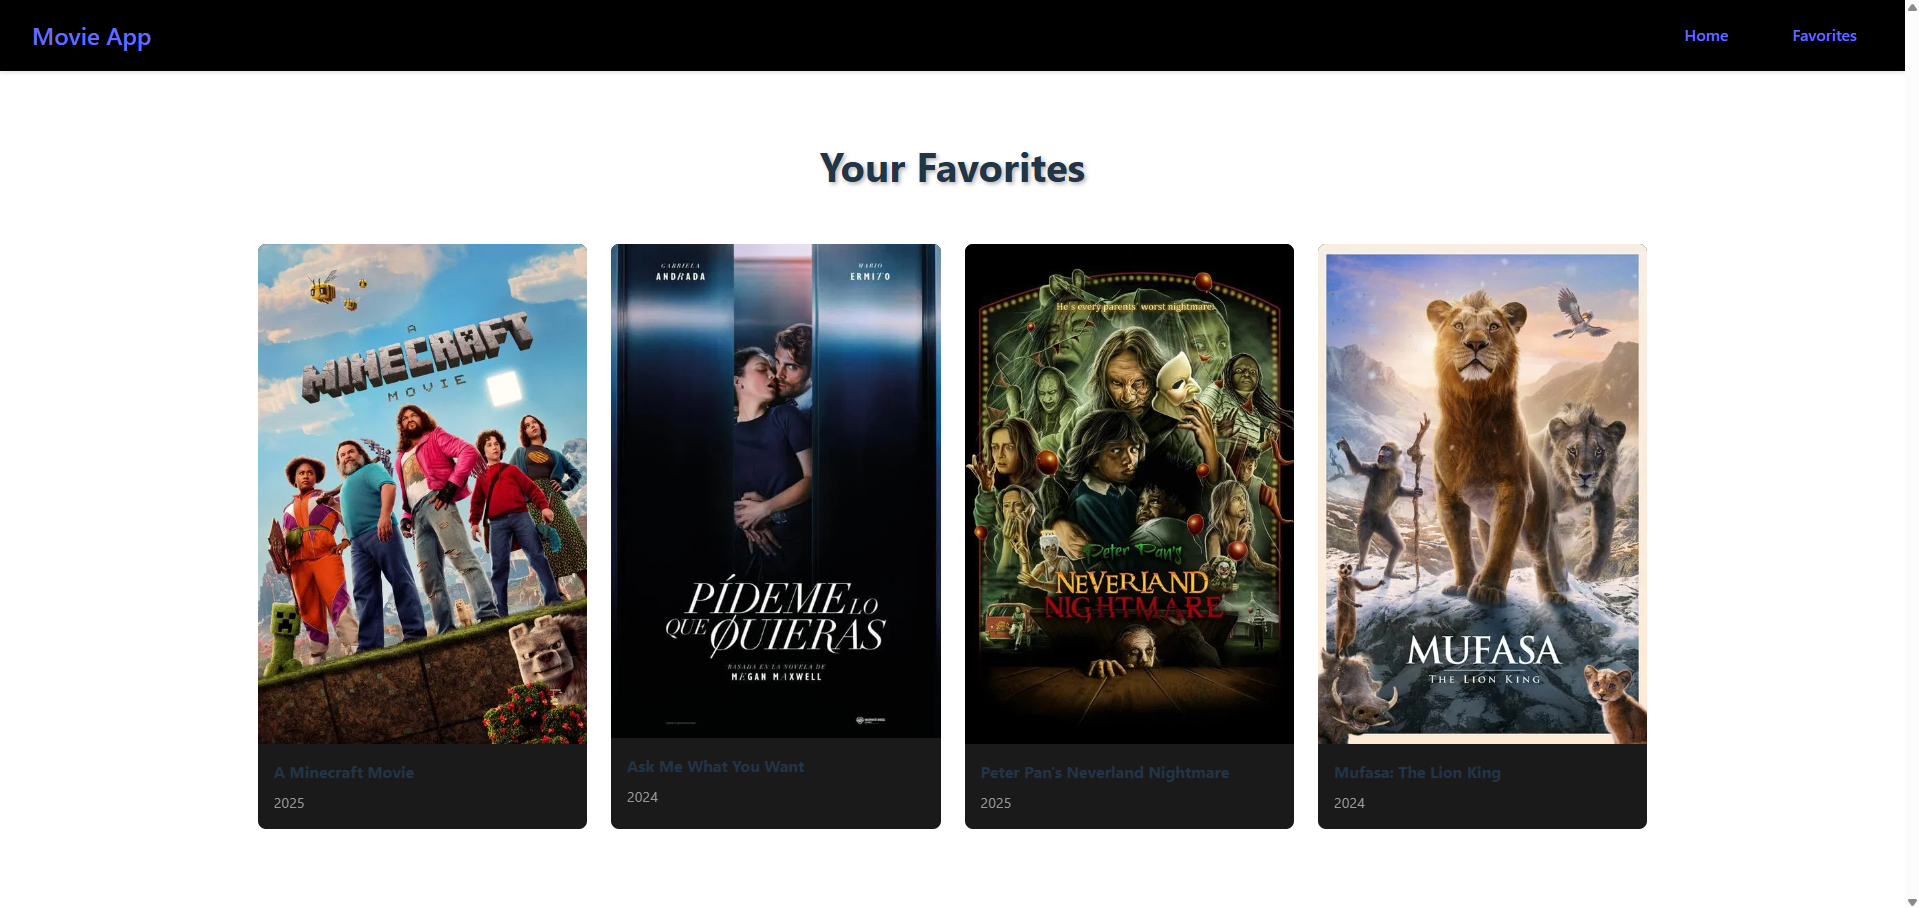 Movie App
Home
Favorites
Your Favorites
A
MINECRAFT
MOVIE
GABRIELA
ANDRADA
MARIO
ERMITO
PÍDEME LO
QUE QUIERAS
BASADA EN LA NOVELA DE
MEGAN MAXWELL
He's every parents' worst nightmare.
Peter Pan's
NEVERLAND
NIGHTMARE
MUFASA
THE LION KING
A Minecraft Movie
2025
Ask Me What You Want
2024
Peter Pan's Neverland Nightmare
2025
Mufasa: The Lion King
2024